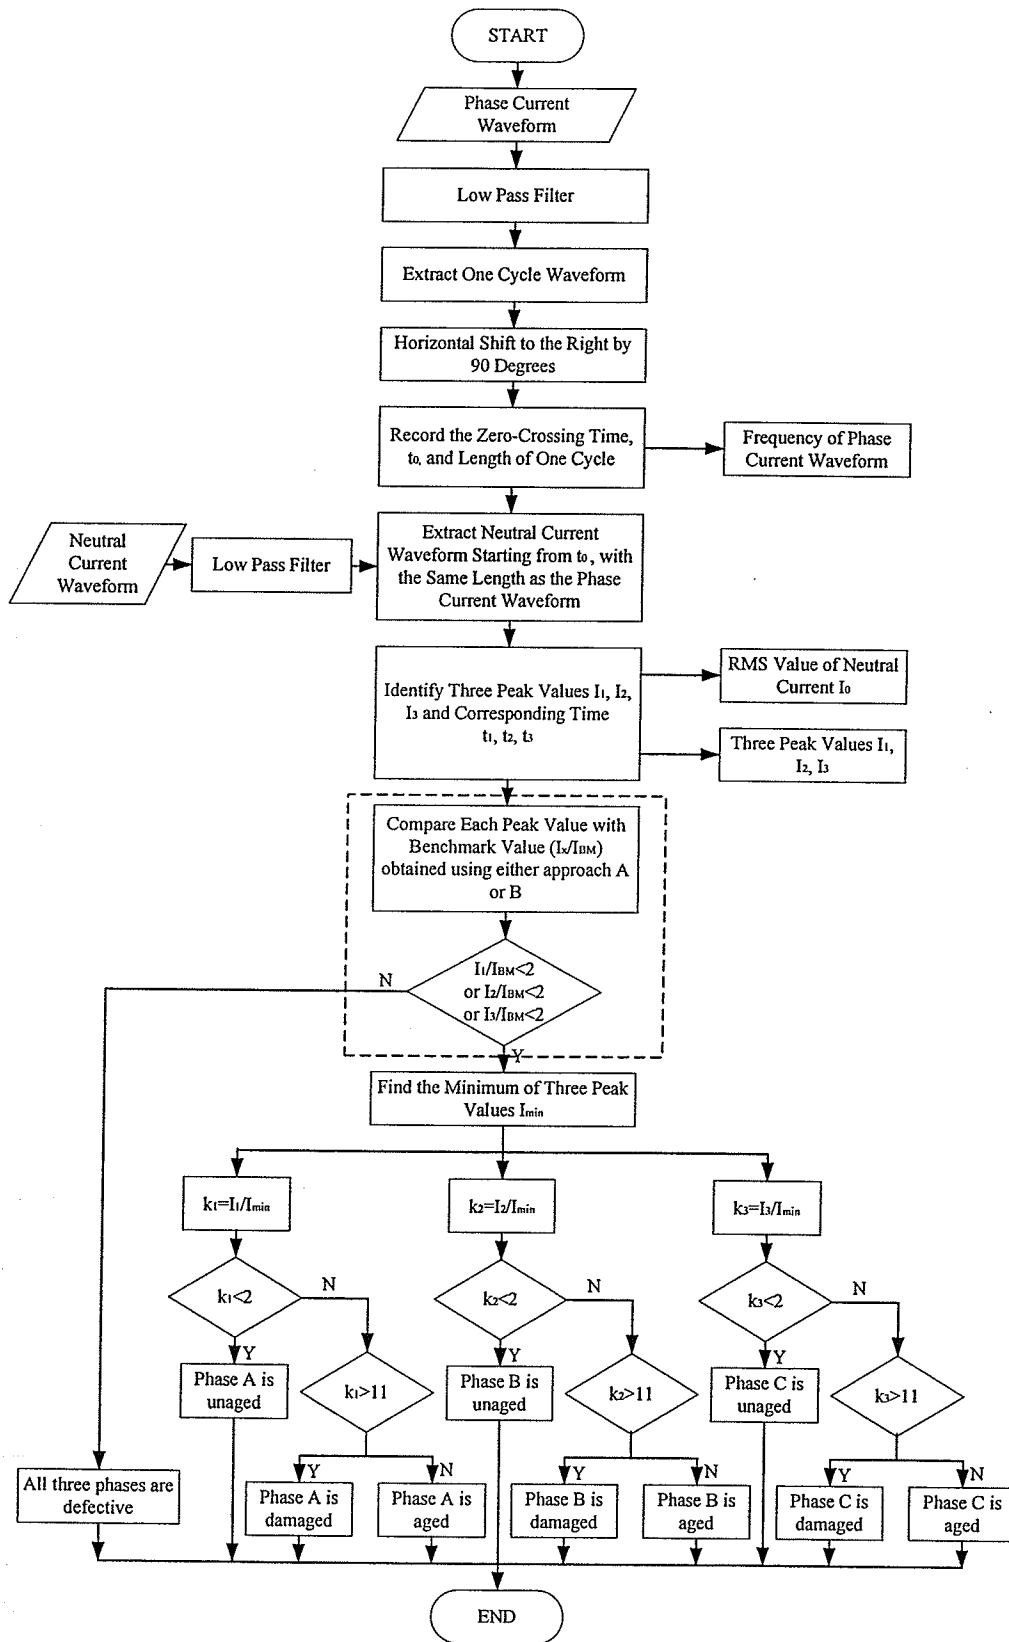 START
Phase Current
Waveform
Low Pass Filter
Extract One Cycle Waveform
Horizontal Shift to the Right by
90 Degrees
Record the Zero-Crossing Time,
t₀, and Length of One Cycle
Frequency of Phase
Current Waveform
Neutral
Current
Waveform
Low Pass Filter
Extract Neutral Current
Waveform Starting from t₀, with
the Same Length as the Phase
Current Waveform
Identify Three Peak Values I₁, I₂,
I₃ and Corresponding Time
t₁, t₂, t₃
RMS Value of Neutral
Current I₀
Three Peak Values I₁,
I₂, I₃
Compare Each Peak Value with
Benchmark Value (Iₓ/IBM)
obtained using either approach A
or B
I₁/IBM<2
or I₂/IBM<2
or I₃/IBM<2
N
Y
Find the Minimum of Three Peak
Values Imin
k₁=I₁/Imin
k₂=I₂/Imin
k₃=I₃/Imin
k₁<2
N
k₂<2
N
k₃<2
N
Y
Y
Y
Phase A is
unaged
k₁>11
Phase B is
unaged
k₂>11
Phase C is
unaged
k₃>11
Y
N
Y
N
Y
N
All three phases are
defective
Phase A is
damaged
Phase A is
aged
Phase B is
damaged
Phase B is
aged
Phase C is
damaged
Phase C is
aged
END